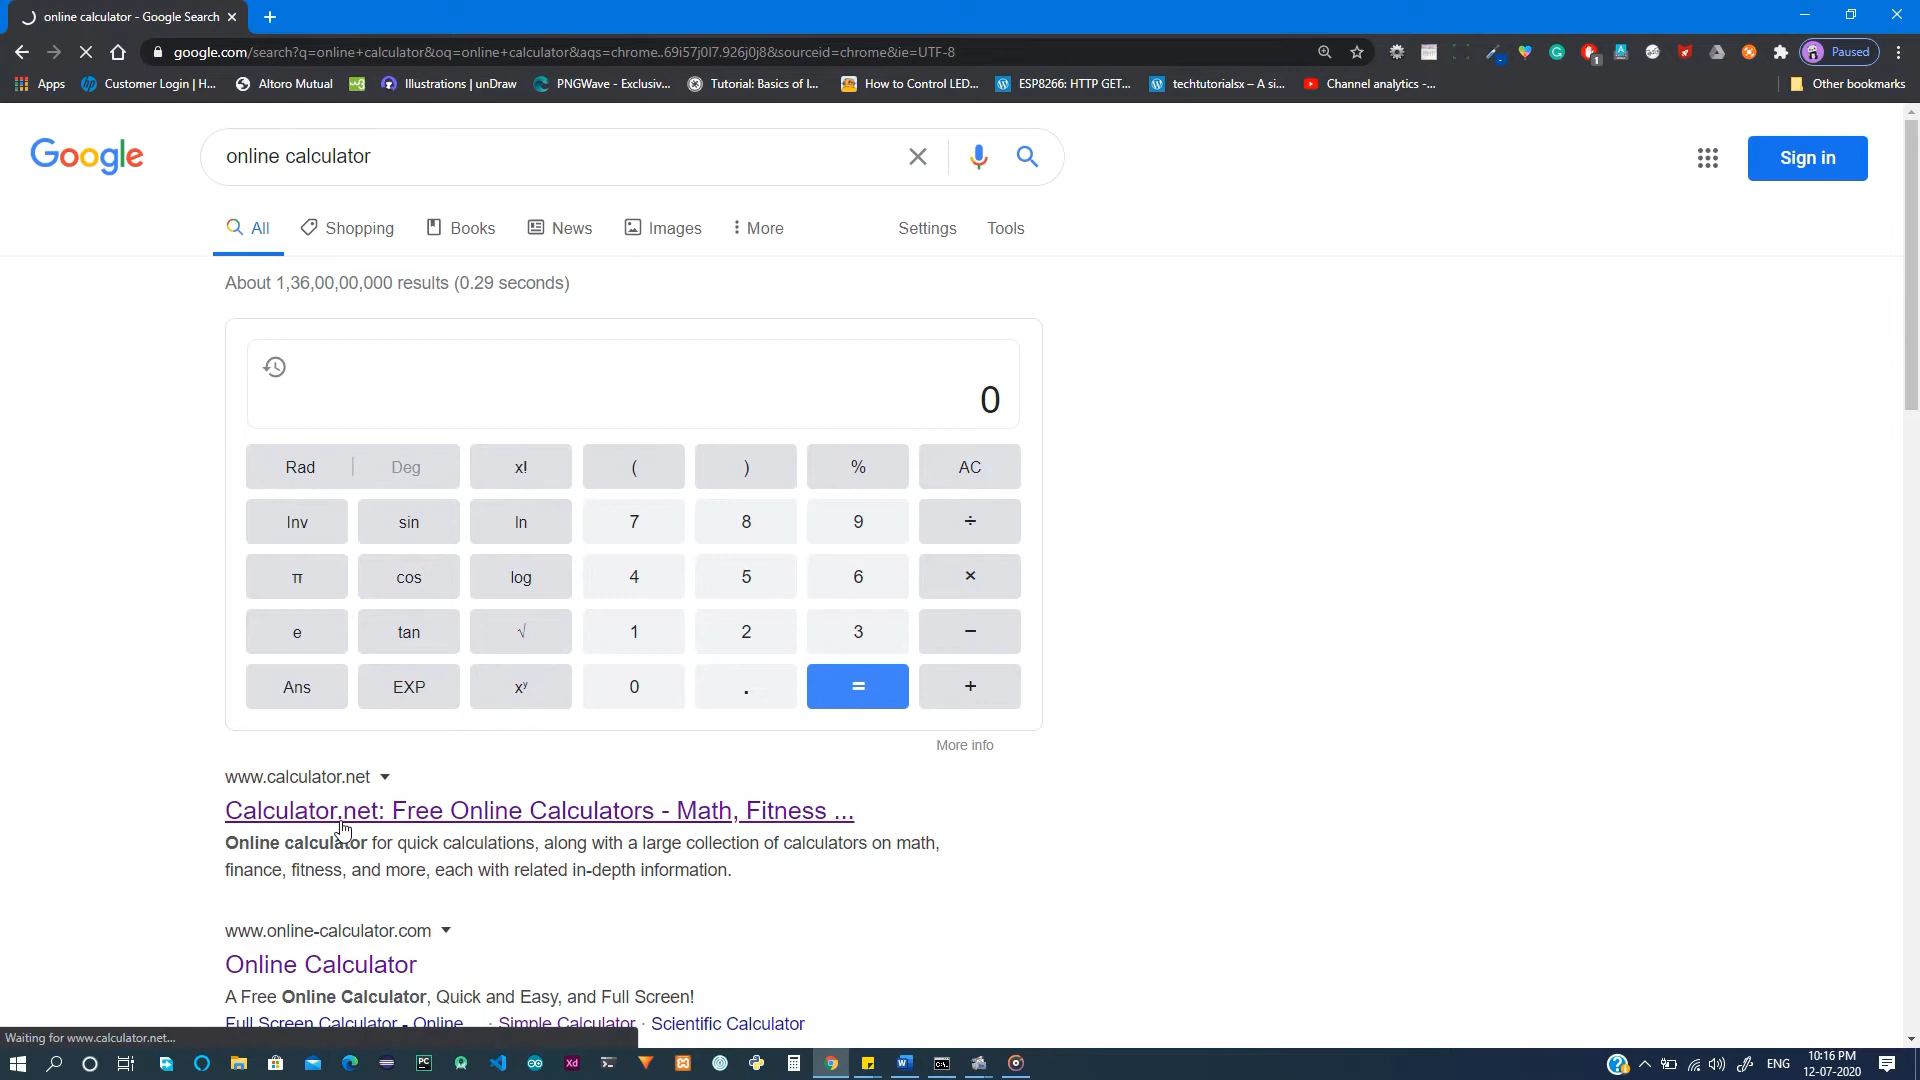 online calculator - Google Search
google.com/search?q=online+calculator&oq=online+calculator&aqs=chrome..69i57j0l7.926j0j8&sourceid=chrome&ie=UTF-8
Paused
Apps
Customer Login | H...
Altoro Mutual
Illustrations | unDraw
PNGWave - Exclusiv...
Tutorial: Basics of I...
How to Control LED...
ESP8266: HTTP GET...
techtutorialsx – A si...
Channel analytics -...
Other bookmarks
Google
online calculator
Sign in
All
Shopping
Books
News
Images
More
Settings
Tools
About 1,36,00,00,000 results (0.29 seconds)
0
Rad | Deg x! ( ) % AC
Inv sin ln 7 8 9 ÷
π cos log 4 5 6 ×
e tan √ 1 2 3 −
Ans EXP xʸ 0 . = +
More info
www.calculator.net
Calculator.net: Free Online Calculators - Math, Fitness ...
Online calculator for quick calculations, along with a large collection of calculators on math,
finance, fitness, and more, each with related in-depth information.
www.online-calculator.com
Online Calculator
A Free Online Calculator, Quick and Easy, and Full Screen!
Full Screen Calculator - Online ... · Simple Calculator · Scientific Calculator
Waiting for www.calculator.net...
ENG
10:16 PM
12-07-2020